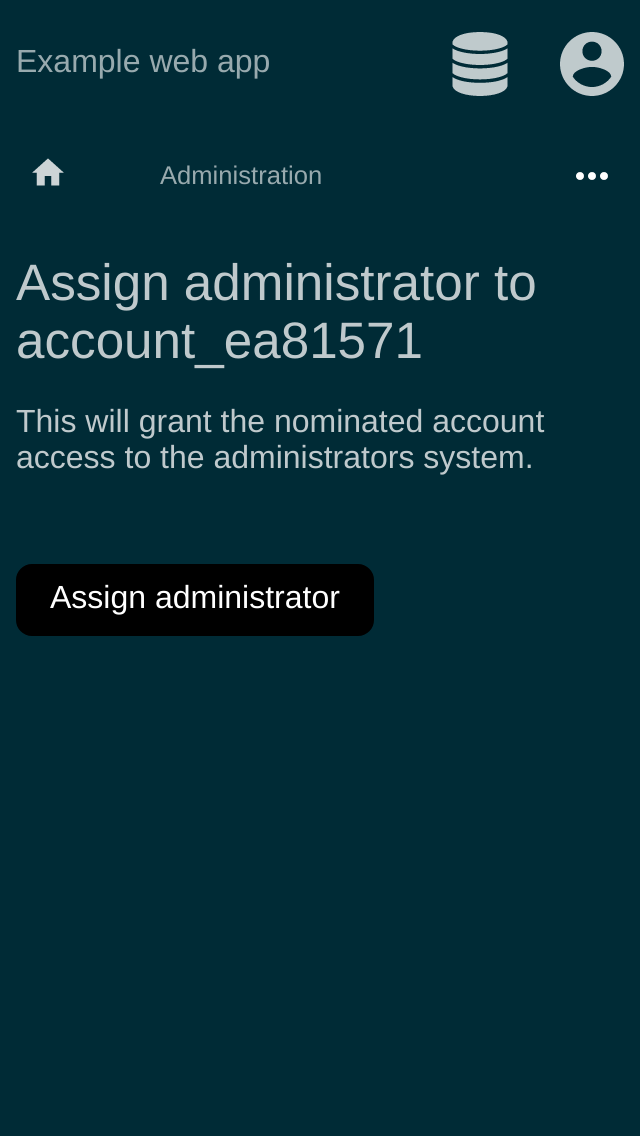 Example web app
Administration
Assign administrator to
account_ea81571
This will grant the nominated account
access to the administrators system.
Assign administrator